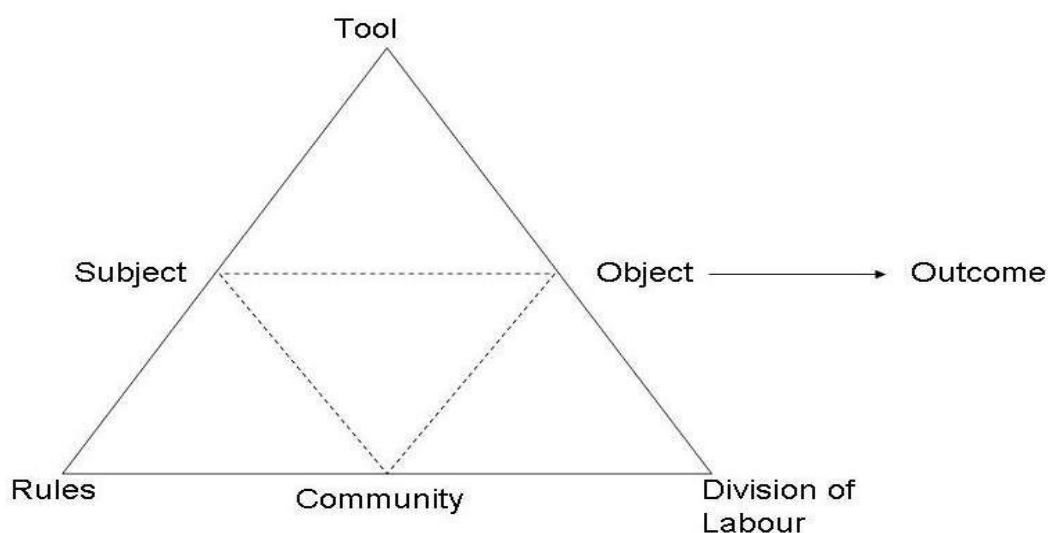 Tool
Subject
Object
Outcome
Rules
Community
Division of
Labour